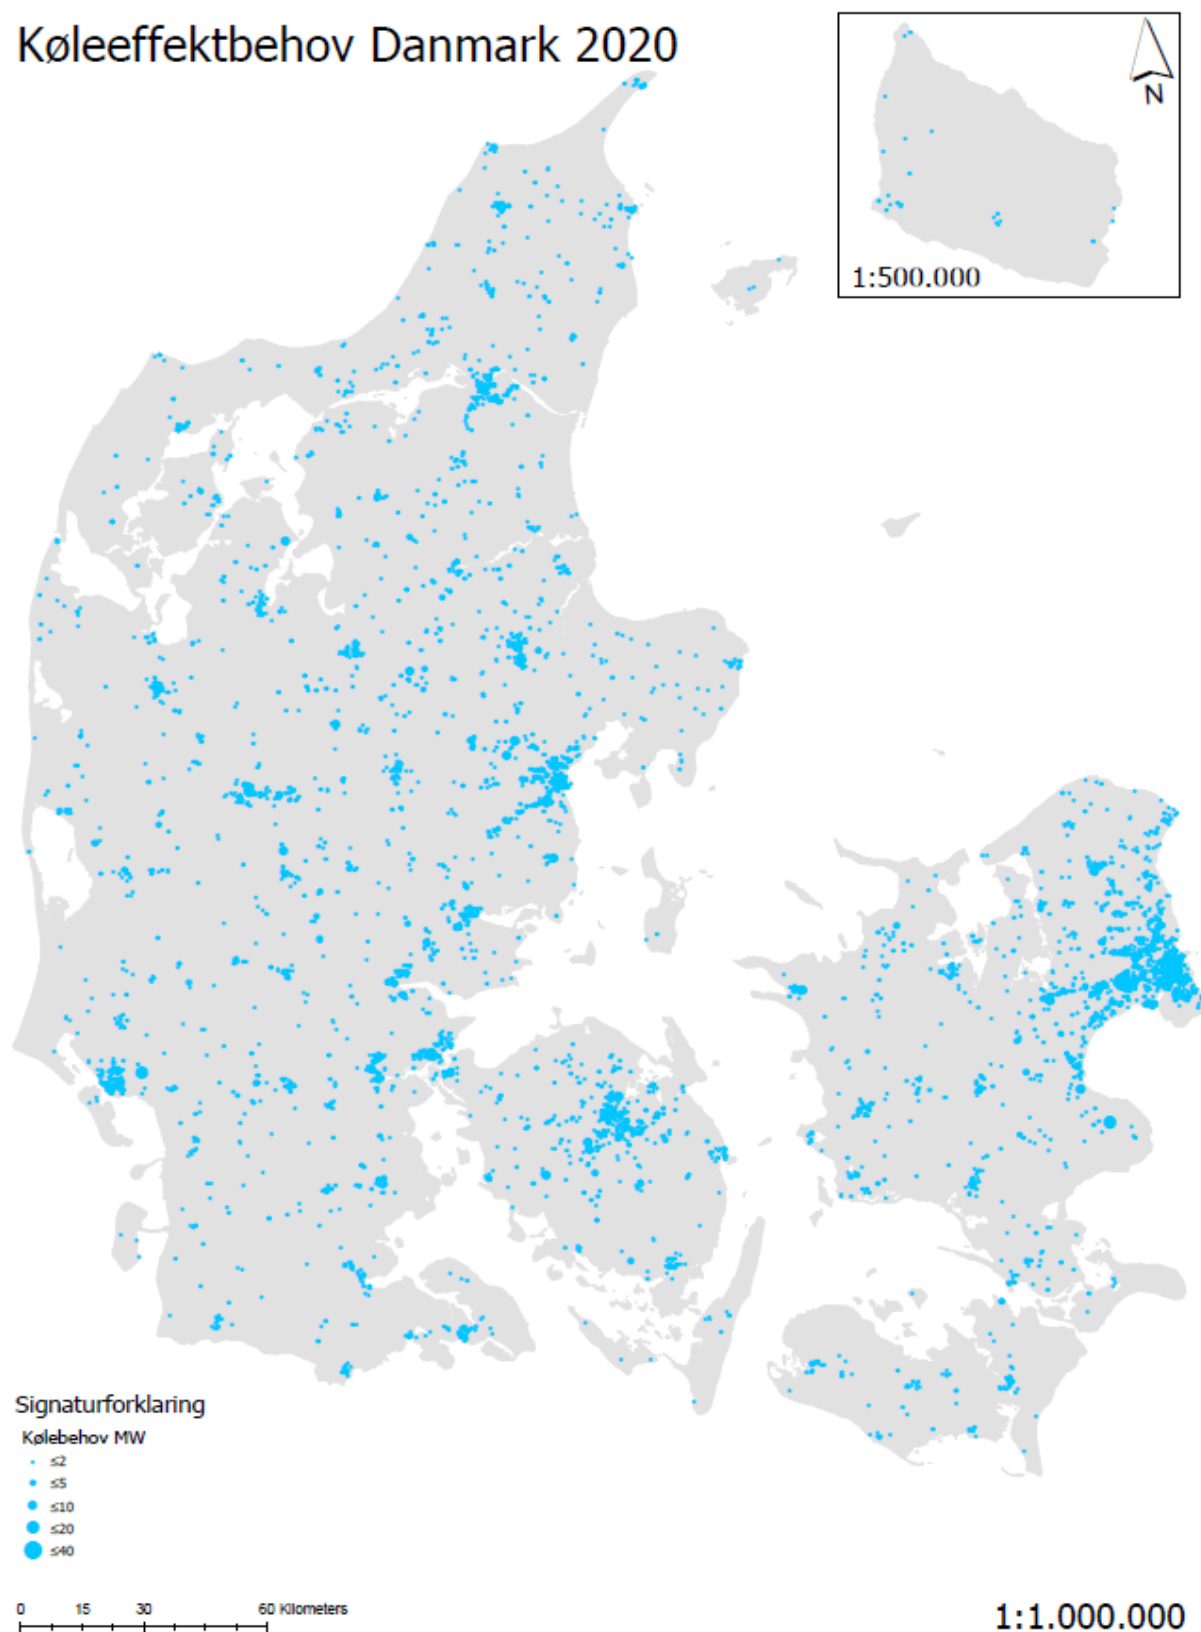 Køleeffektbehov Danmark 2020
N
1:500.000
Signaturforklaring
Kølebehov MW
≤2
≤5
≤10
≤20
≤40
0 15 30 60 Kilometers
1:1.000.000